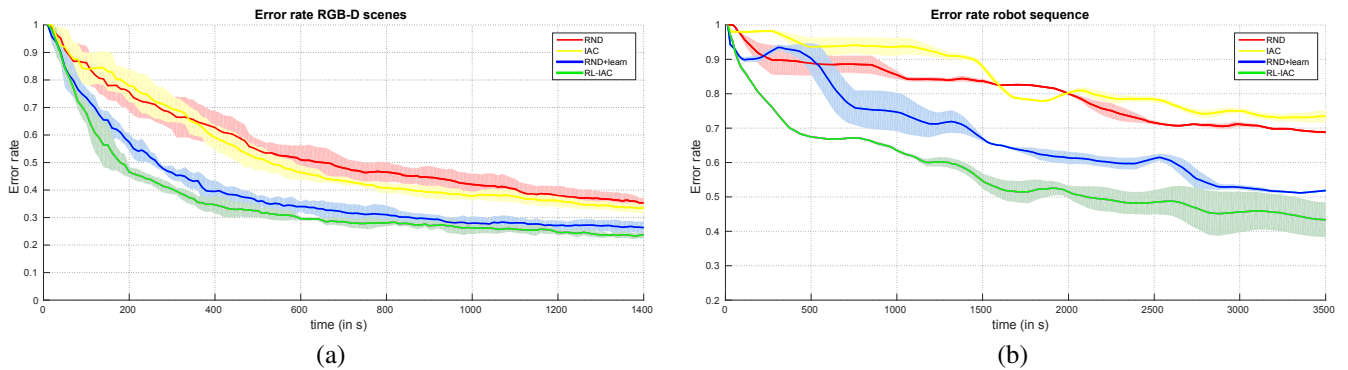 Error rate RGB-D scenes
RND
IAC
RND+learn
RL-IAC
Error rate
1
0.9
0.8
0.7
0.6
0.5
0.4
0.3
0.2
0.1
0
0
200
400
600
800
1000
1200
1400
time (in s)
(a)
Error rate robot sequence
RND
IAC
RND+learn
RL-IAC
Error rate
1
0.9
0.8
0.7
0.6
0.5
0.4
0.3
0.2
0
500
1000
1500
2000
2500
3000
3500
time (in s)
(b)